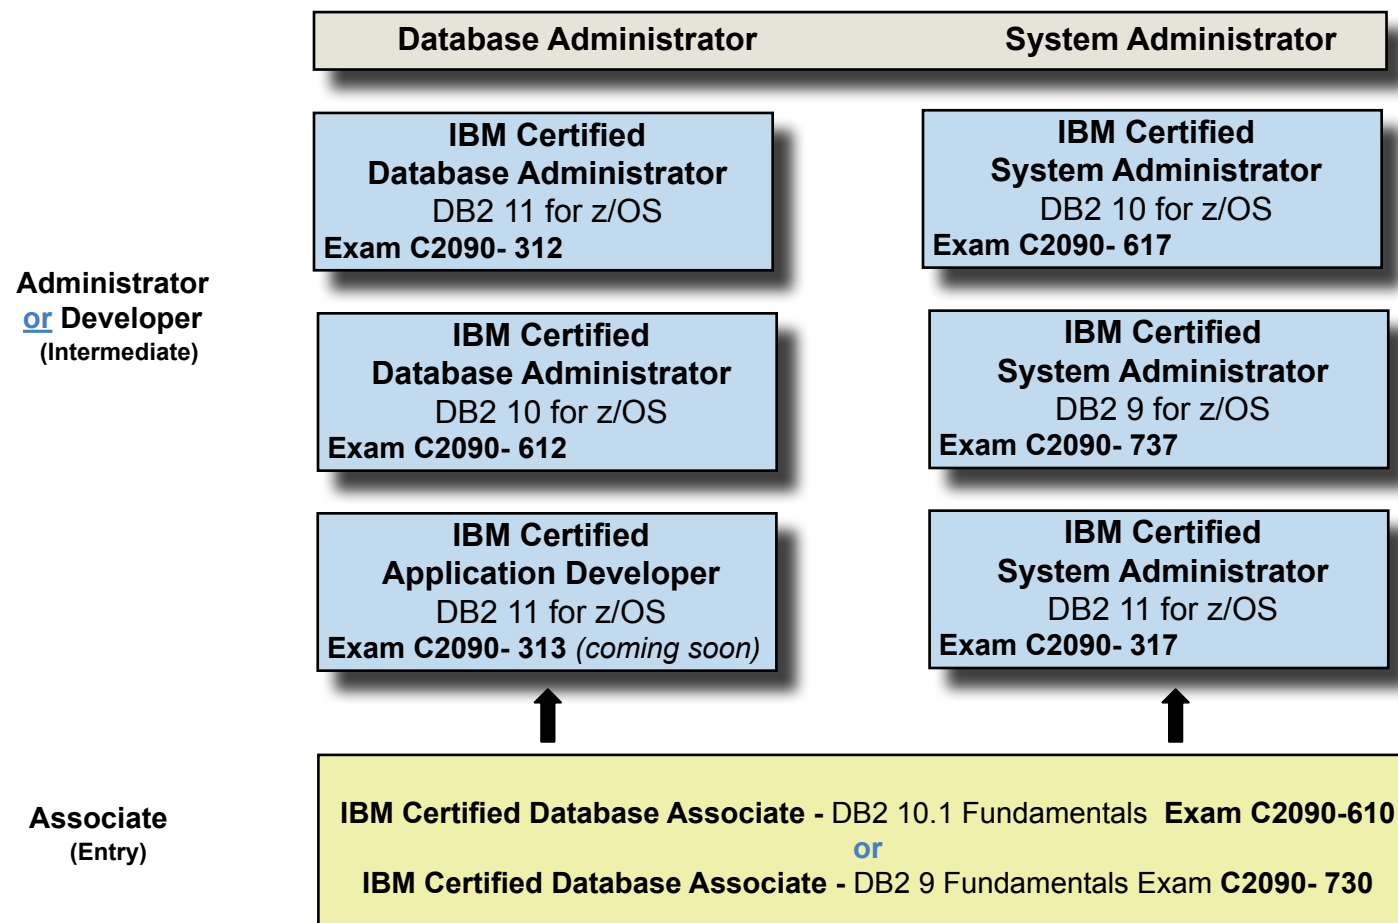 Database Administrator
System Administrator
IBM Certified
Database Administrator
DB2 11 for z/OS
Exam C2090- 312
IBM Certified
System Administrator
DB2 10 for z/OS
Exam C2090- 617
Administrator
or Developer
(Intermediate)
IBM Certified
Database Administrator
DB2 10 for z/OS
Exam C2090- 612
IBM Certified
System Administrator
DB2 9 for z/OS
Exam C2090- 737
IBM Certified
Application Developer
DB2 11 for z/OS
Exam C2090- 313 (coming soon)
IBM Certified
System Administrator
DB2 11 for z/OS
Exam C2090- 317
Associate
(Entry)
IBM Certified Database Associate - DB2 10.1 Fundamentals Exam C2090-610
or
IBM Certified Database Associate - DB2 9 Fundamentals Exam C2090- 730